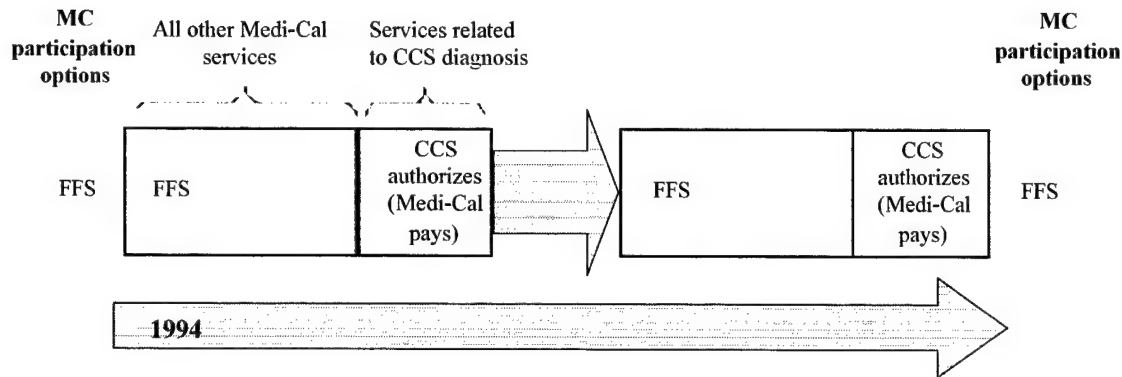 MC
participation
options
All other Medi-Cal
services
Services related
to CCS diagnosis
MC
participation
options
FFS
FFS
CCS
authorizes
(Medi-Cal
pays)
FFS
CCS
authorizes
(Medi-Cal
pays)
FFS
1994